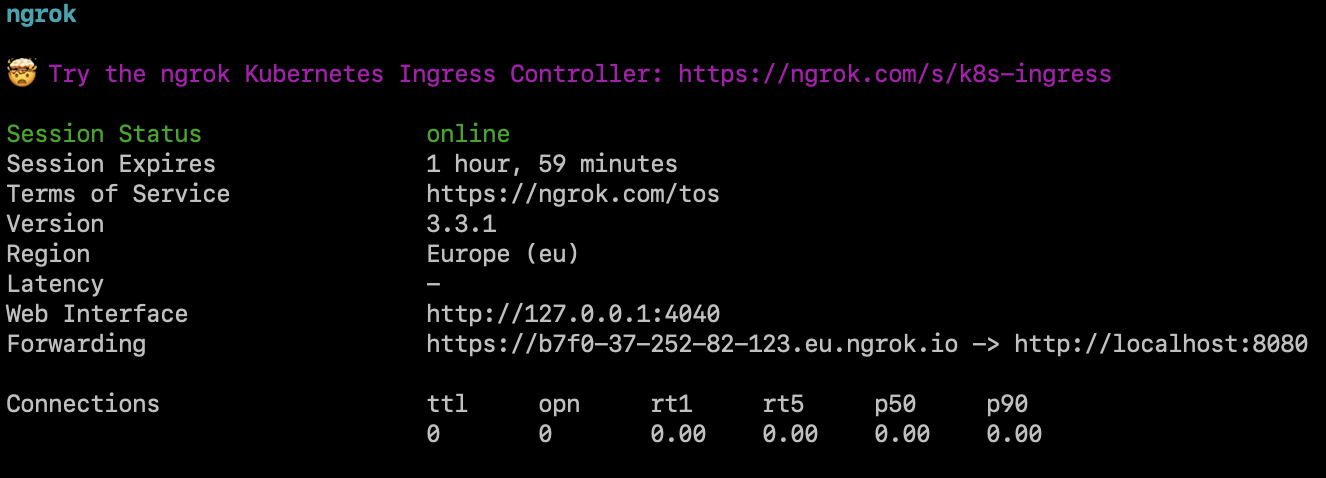 ngrok
🤯 Try the ngrok Kubernetes Ingress Controller: https://ngrok.com/s/k8s-ingress
Session Status online
Session Expires 1 hour, 59 minutes
Terms of Service https://ngrok.com/tos
Version 3.3.1
Region Europe (eu)
Latency -
Web Interface http://127.0.0.1:4040
Forwarding https://b7f0-37-252-82-123.eu.ngrok.io -> http://localhost:8080
Connections ttl opn rt1 rt5 p50 p90
0 0 0.00 0.00 0.00 0.00